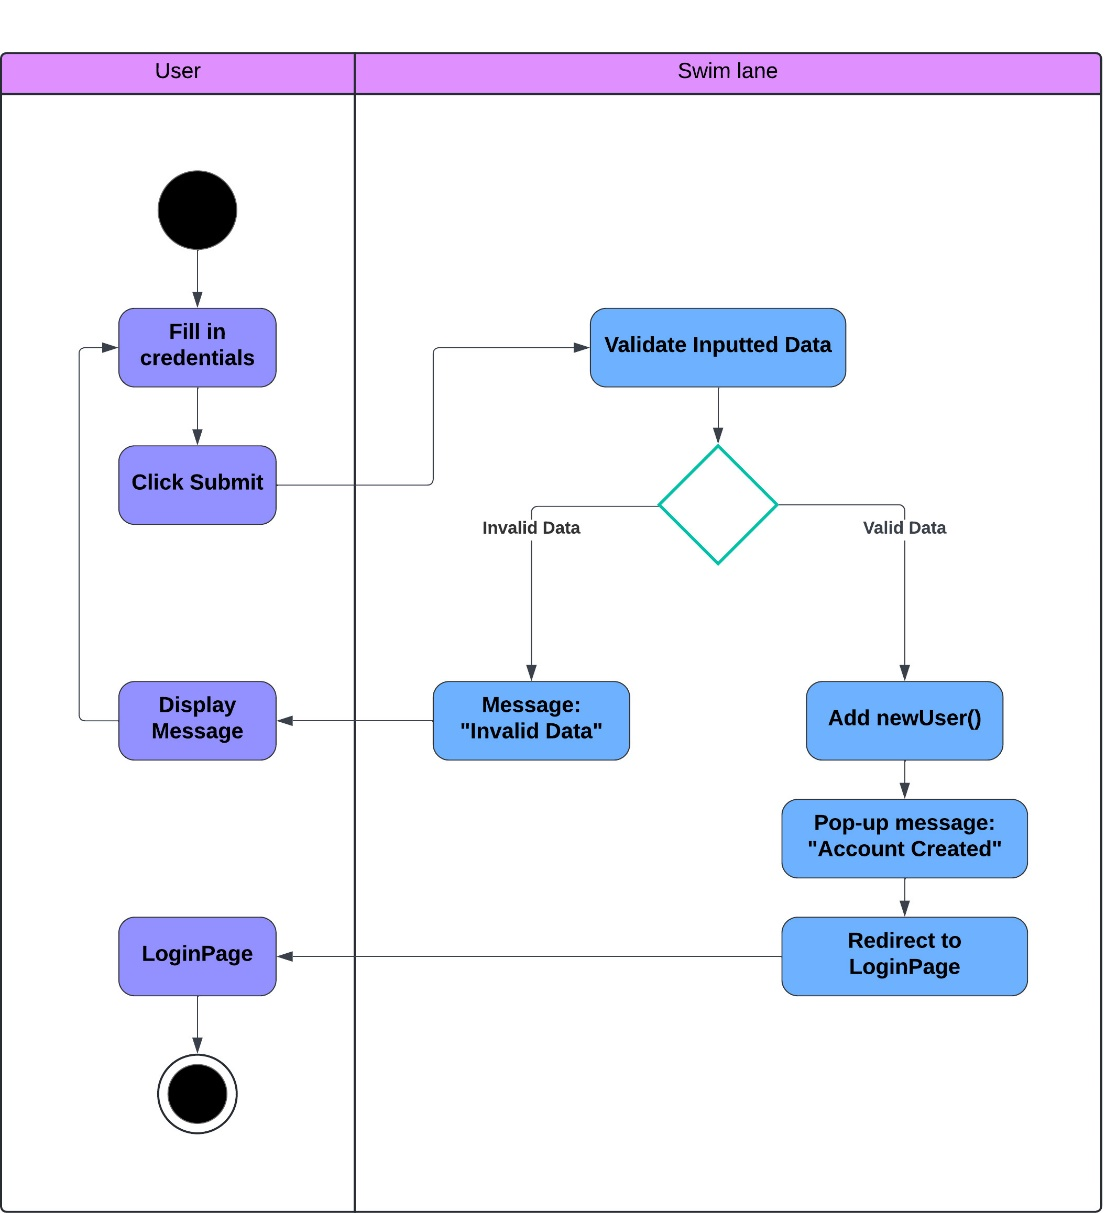 User
Swim lane
Fill in
credentials
Validate Inputted Data
Click Submit
Invalid Data
Valid Data
Display
Message
Message:
"Invalid Data"
Add newUser()
Pop-up message:
"Account Created"
LoginPage
Redirect to
LoginPage